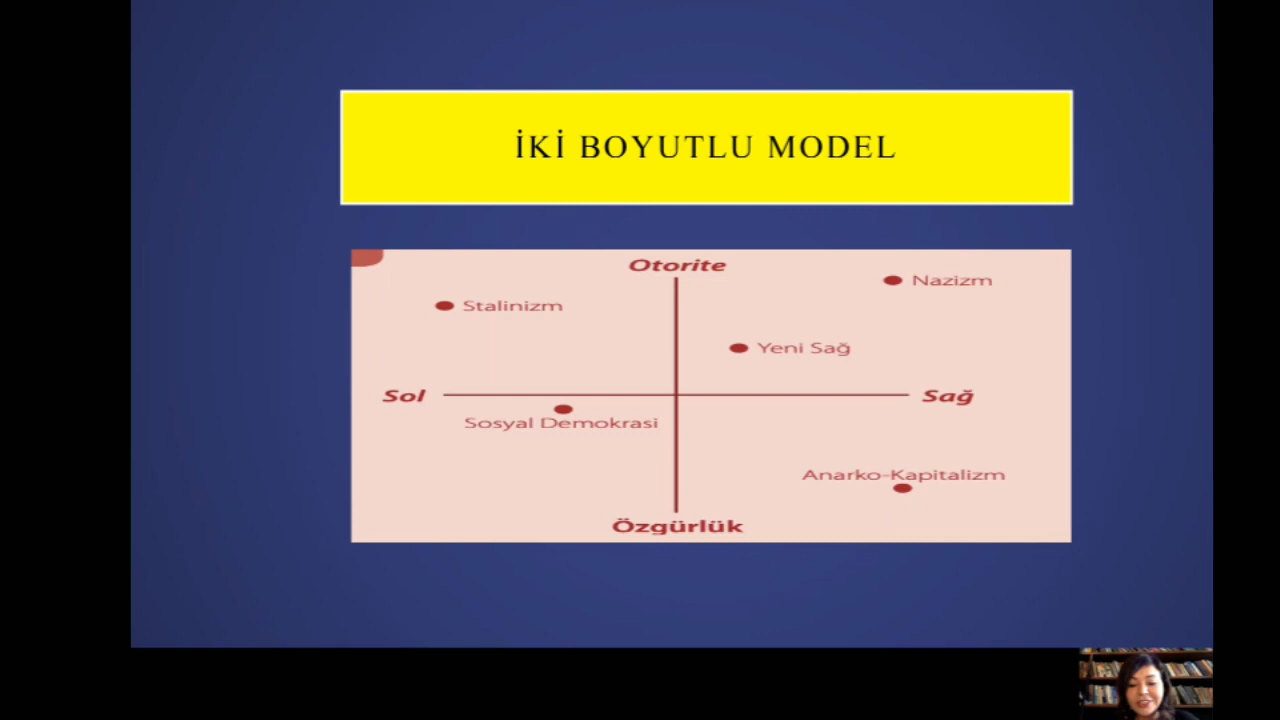 İKİ BOYUTLU MODEL
Otorite
Nazizm
Stalinizm
Yeni Sağ
Sol
Sağ
Sosyal Demokrasi
Anarko-Kapitalizm
Özgürlük